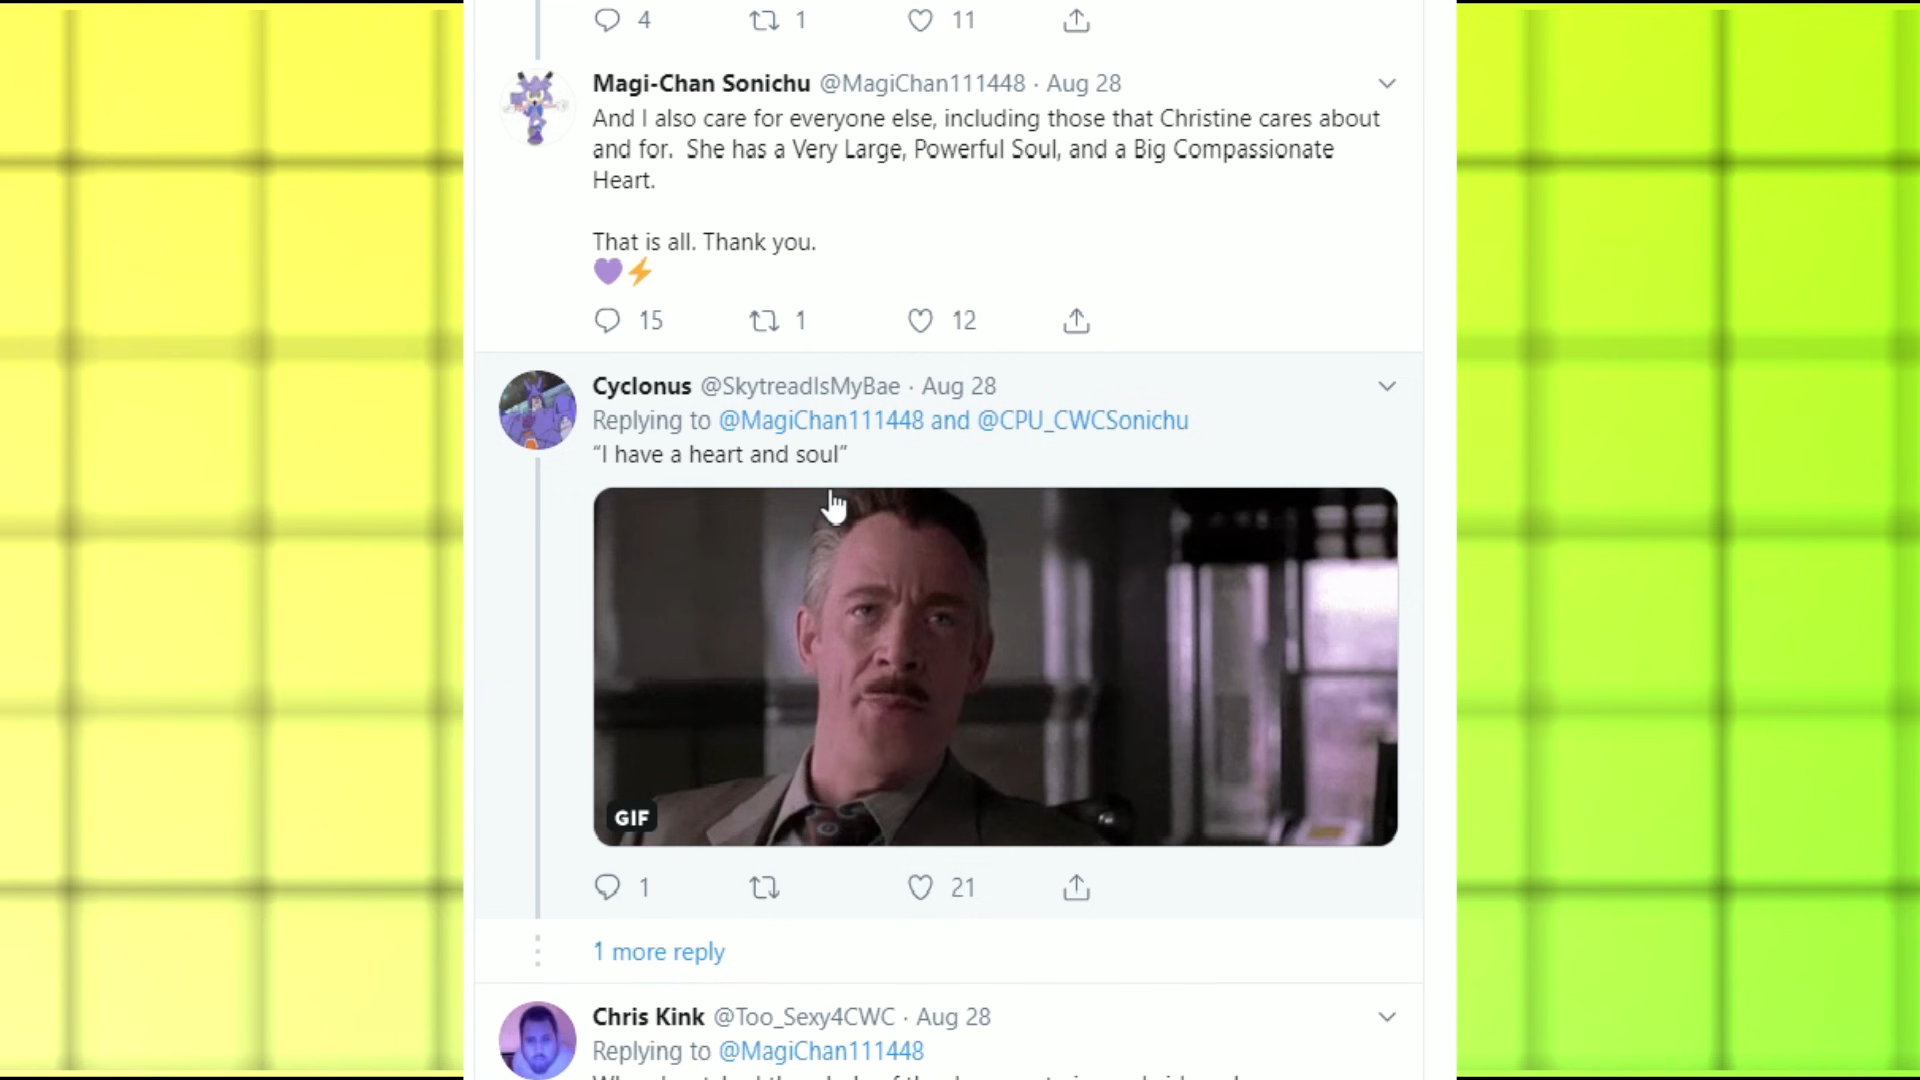 4 1 11
Magi-Chan Sonichu @MagiChan111448 · Aug 28
And I also care for everyone else, including those that Christine cares about
and for. She has a Very Large, Powerful Soul, and a Big Compassionate
Heart.
That is all. Thank you.
💜⚡
15 1 12
Cyclonus @SkytreadIsMyBae · Aug 28
Replying to @MagiChan111448 and @CPU_CWCSonichu
“I have a heart and soul”
GIF
1 21
1 more reply
Chris Kink @Too_Sexy4CWC · Aug 28
Replying to @MagiChan111448